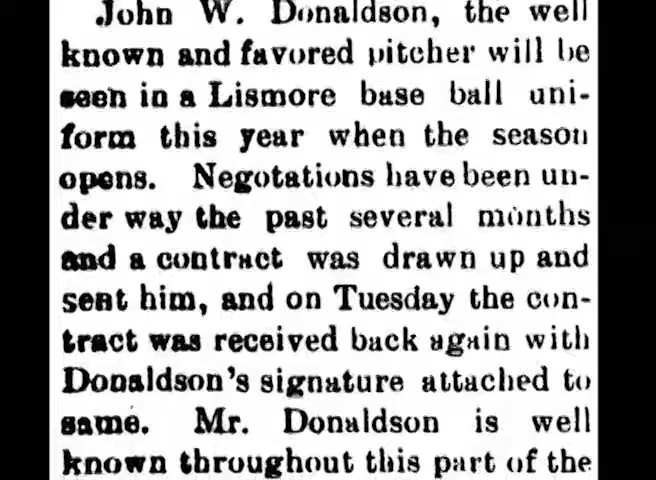 John W. Donaldson, the well
known and favored pitcher will be
seen in a Lismore base ball uni-
form this year when the season
opens. Negotations have been un-
der way the past several months
and a contract was drawn up and
sent him, and on Tuesday the con-
tract was received back again with
Donaldson's signature attached to
same. Mr. Donaldson is well
known throughout this part of the